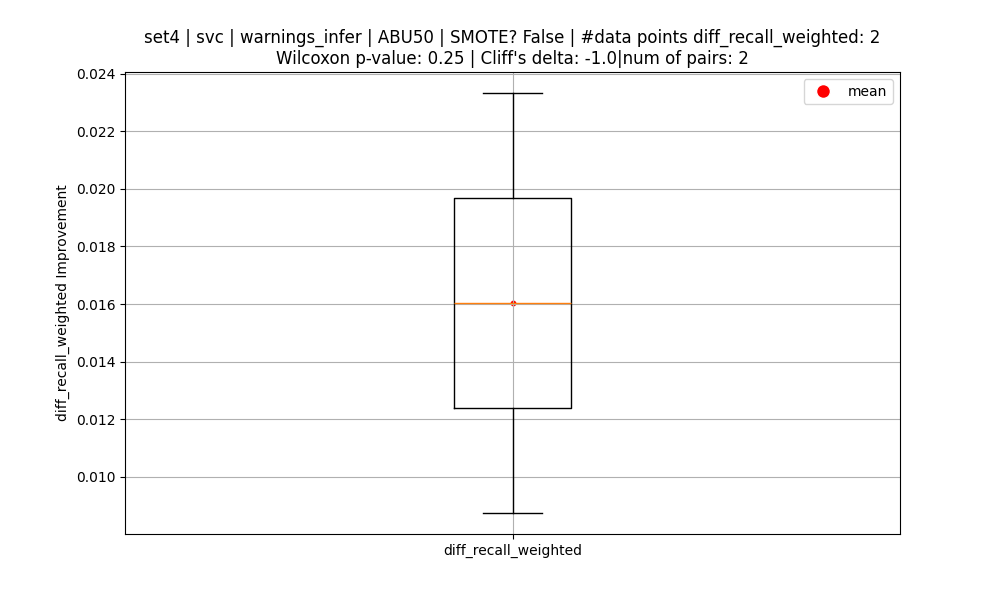 set4 | svc | warnings_infer | ABU50 | SMOTE? False | #data points diff_recall_weighted: 2
Wilcoxon p-value: 0.25 | Cliff's delta: -1.0|num of pairs: 2
mean
diff_recall_weighted Improvement
0.024
0.022
0.020
0.018
0.016
0.014
0.012
0.010
diff_recall_weighted